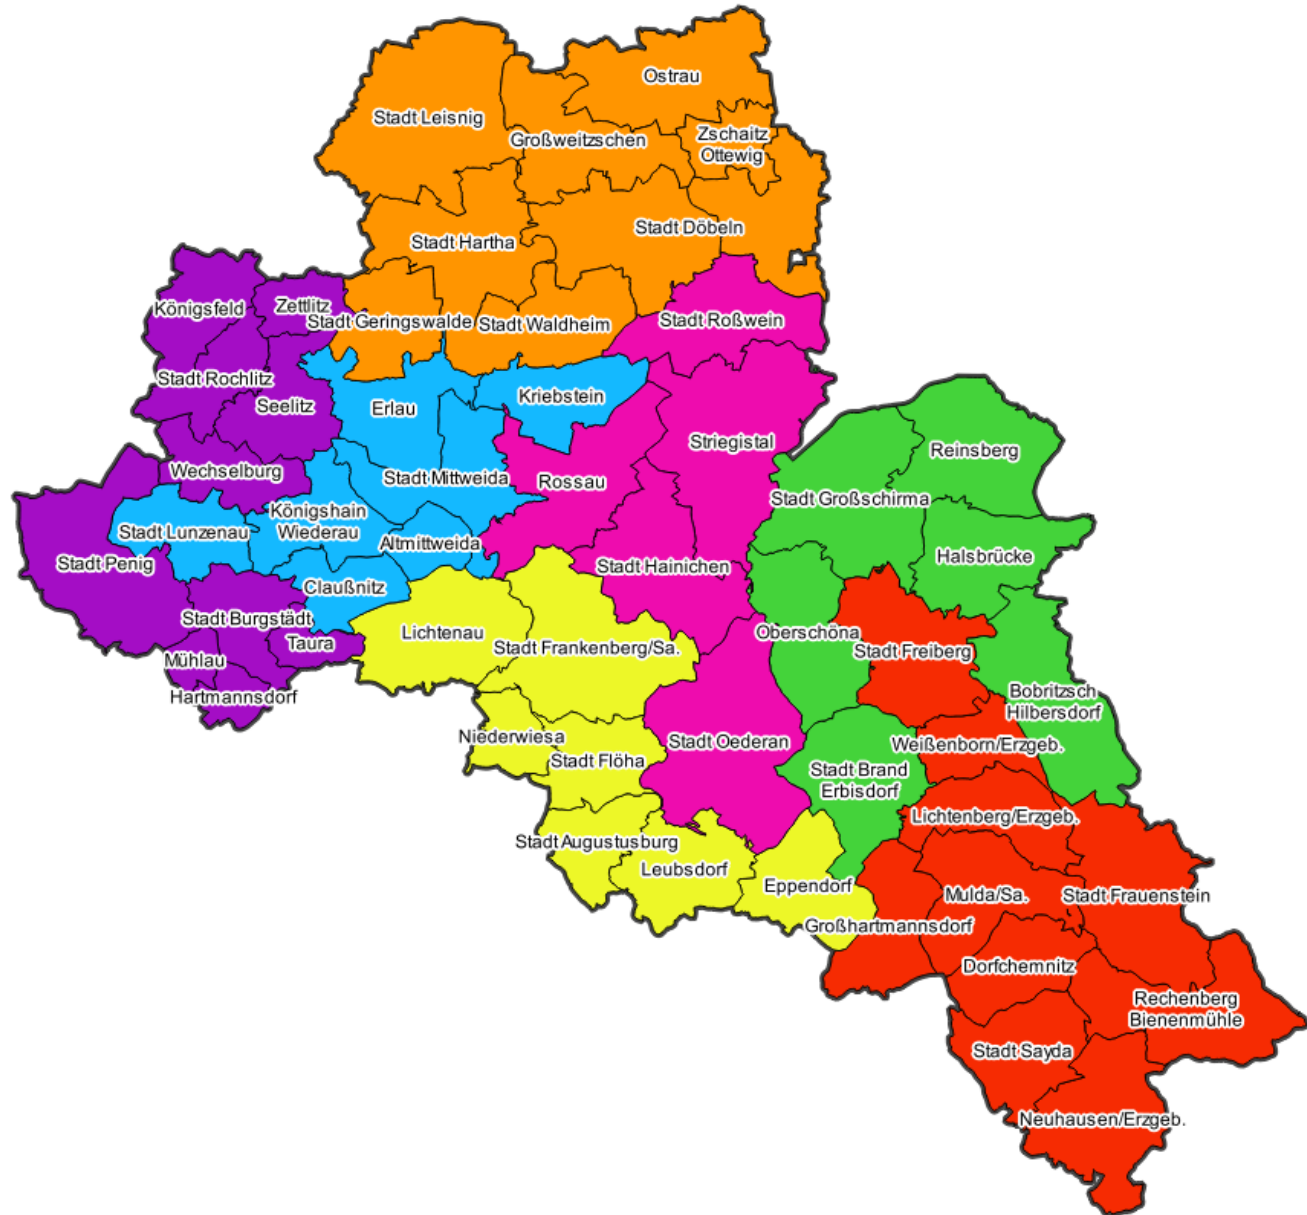 Ostrau
Stadt Leisnig
Großweitzschen
Zschaitz
Ottewig
Stadt Döbeln
Stadt Hartha
Königsfeld
Zettlitz
Stadt Geringswalde
Stadt Waldheim
Stadt Roßwein
Stadt Rochlitz
Seelitz
Erlau
Kriebstein
Striegistal
Reinsberg
Wechselburg
Stadt Mittweida
Rossau
Stadt Großschirma
Königshain
Wiederau
Stadt Lunzenau
Altmittweida
Halsbrücke
Stadt Penig
Stadt Hainichen
Claußnitz
Stadt Burgstädt
Lichtenau
Oberschöna
Taura
Stadt Frankenberg/Sa.
Stadt Freiberg
Mühlau
Hartmannsdorf
Bobritzsch
Hilbersdorf
Niederwiesa
Stadt Oederan
Weißenborn/Erzgeb.
Stadt Flöha
Stadt Brand
Erbisdorf
Lichtenberg/Erzgeb.
Stadt Augustusburg
Leubsdorf
Eppendorf
Mulda/Sa.
Stadt Frauenstein
Großhartmannsdorf
Dorfchemnitz
Rechenberg
Bienenmühle
Stadt Sayda
Neuhausen/Erzgeb.